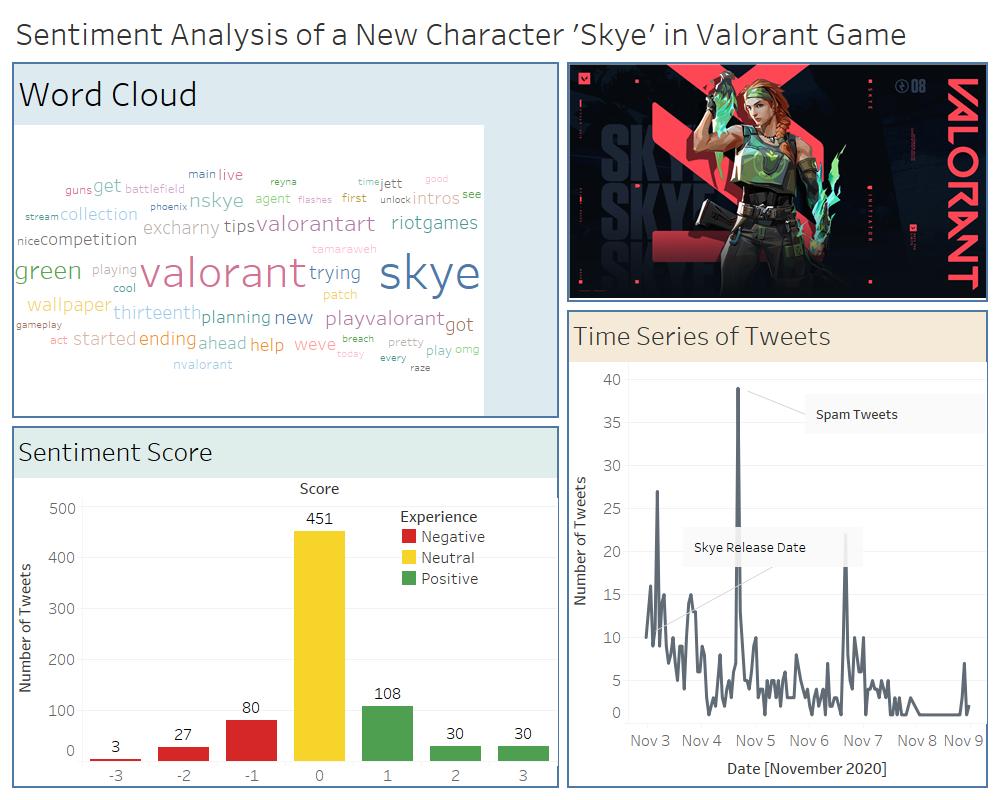 Sentiment Analysis of a New Character 'Skye' in Valorant Game
Word Cloud
main live
guns get battlefield reyna time jett good
phoenix nskye agent flashes first unlock intros see
stream collection excharny tips valorantart riotgames
nice competition
tamaraweh
green playing valorant trying skye
cool
patch
wallpaper thirteenth planning new playvalorant got
gameplay
act started ending ahead help weve breach pretty play omg
today every
nvalorant raze
SKYE
08
SKYE
SKYE
INITIATOR
VALORANT
Sentiment Score
Score
Experience
Negative
Neutral
Positive
Number of Tweets
500
400
300
200
100
0
3
27
80
451
108
30
30
-3 -2 -1 0 1 2 3
Time Series of Tweets
Number of Tweets
40
35
30
25
20
15
10
5
0
Spam Tweets
Skye Release Date
Nov 3 Nov 4 Nov 5 Nov 6 Nov 7 Nov 8 Nov 9
Date [November 2020]